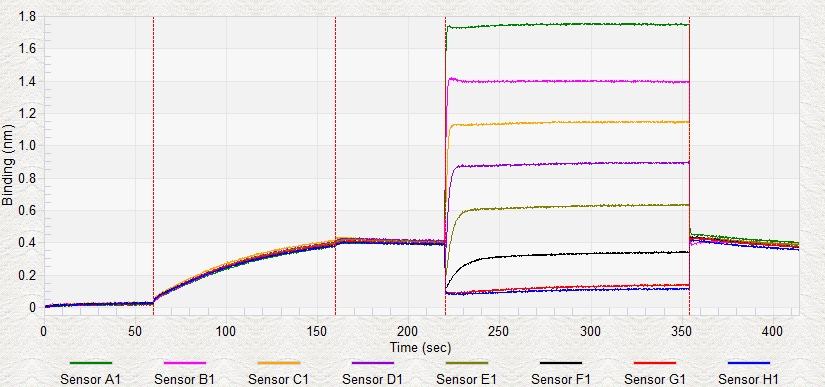 1.8
1.6
1.4
1.2
1.0
0.8
0.6
0.4
0.2
0
Binding (nm)
0 50 100 150 200 250 300 350 400
Time (sec)
Sensor A1 Sensor B1 Sensor C1 Sensor D1 Sensor E1 Sensor F1 Sensor G1 Sensor H1